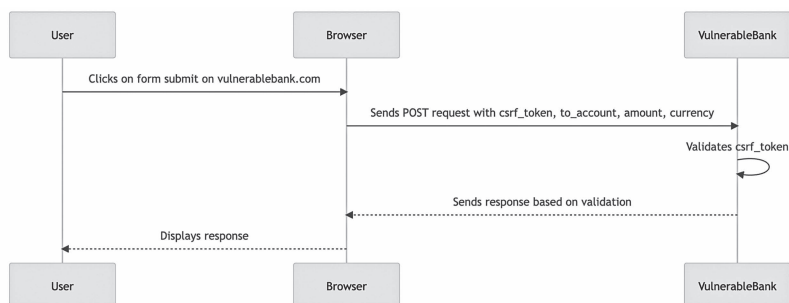 User
Browser
VulnerableBank
Clicks on form submit on vulnerablebank.com
Sends POST request with csrf_token, to_account, amount, currency
Validates csrf_token
Sends response based on validation
Displays response
User
Browser
VulnerableBank